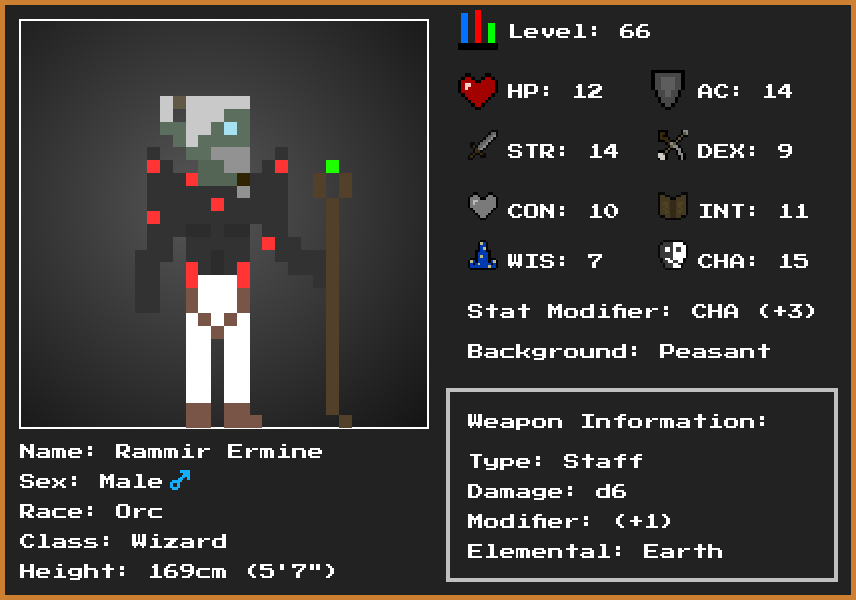 Level: 66
HP: 12
AC: 14
STR: 14
DEX: 9
CON: 10
INT: 11
WIS: 7
CHA: 15
Stat Modifier: CHA (+3)
Background: Peasant
Weapon Information:
Type: Staff
Damage: d6
Modifier: (+1)
Elemental: Earth
Name: Rammir Ermine
Sex: Male♂
Race: Orc
Class: Wizard
Height: 169cm (5'7")